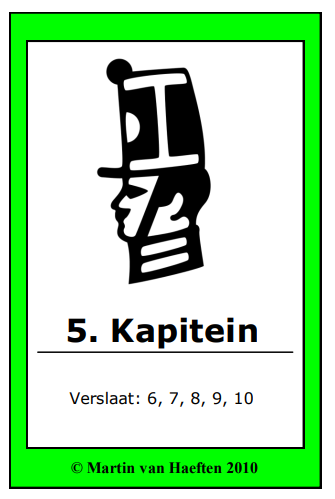 5. Kapitein
Verslaat: 6, 7, 8, 9, 10
© Martin van Haeften 2010